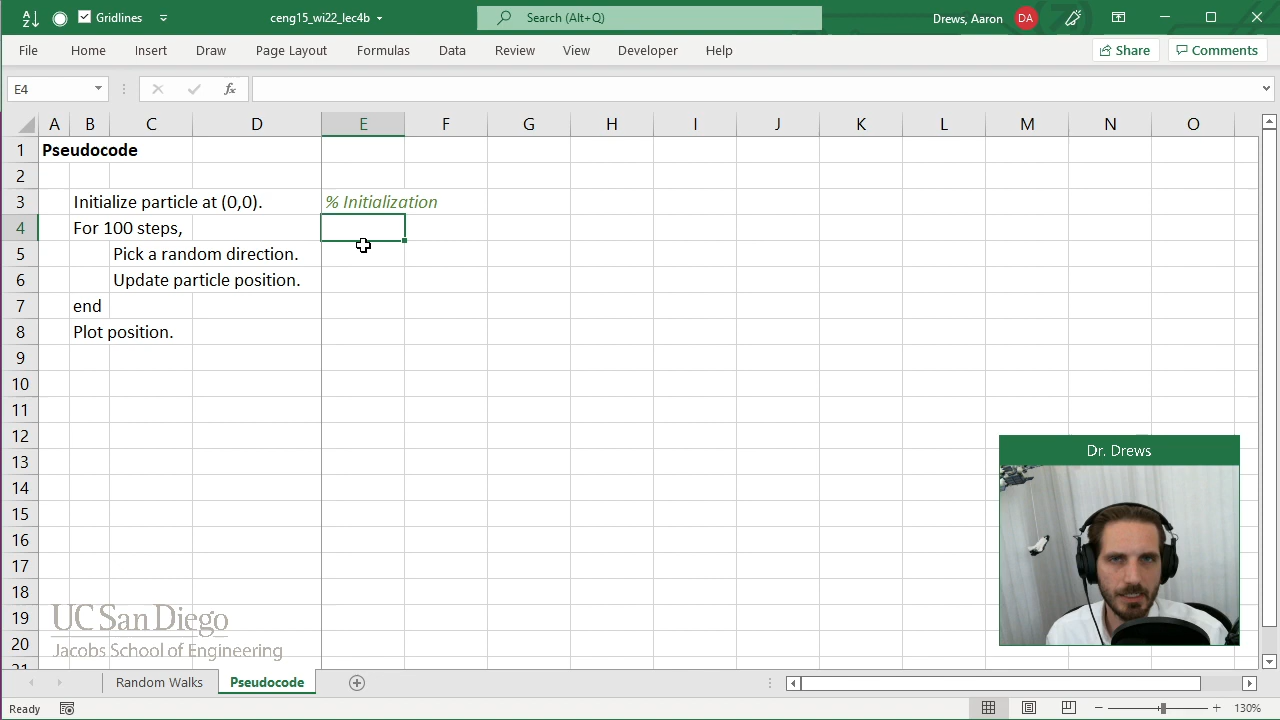 Gridlines
ceng15_wi22_lec4b
Search (Alt+Q)
Drews, Aaron
DA
File Home Insert Draw Page Layout Formulas Data Review View Developer Help
Share
Comments
E4
fx
A B C D E F G H I J K L M N O
1 Pseudocode
2
3 Initialize particle at (0,0). % Initialization
4 For 100 steps,
5 Pick a random direction.
6 Update particle position.
7 end
8 Plot position.
9
10
11
12
13
14
15
16
17
18
19
20
21
Dr. Drews
UC San Diego
Jacobs School of Engineering
Random Walks
Pseudocode
Ready
130%